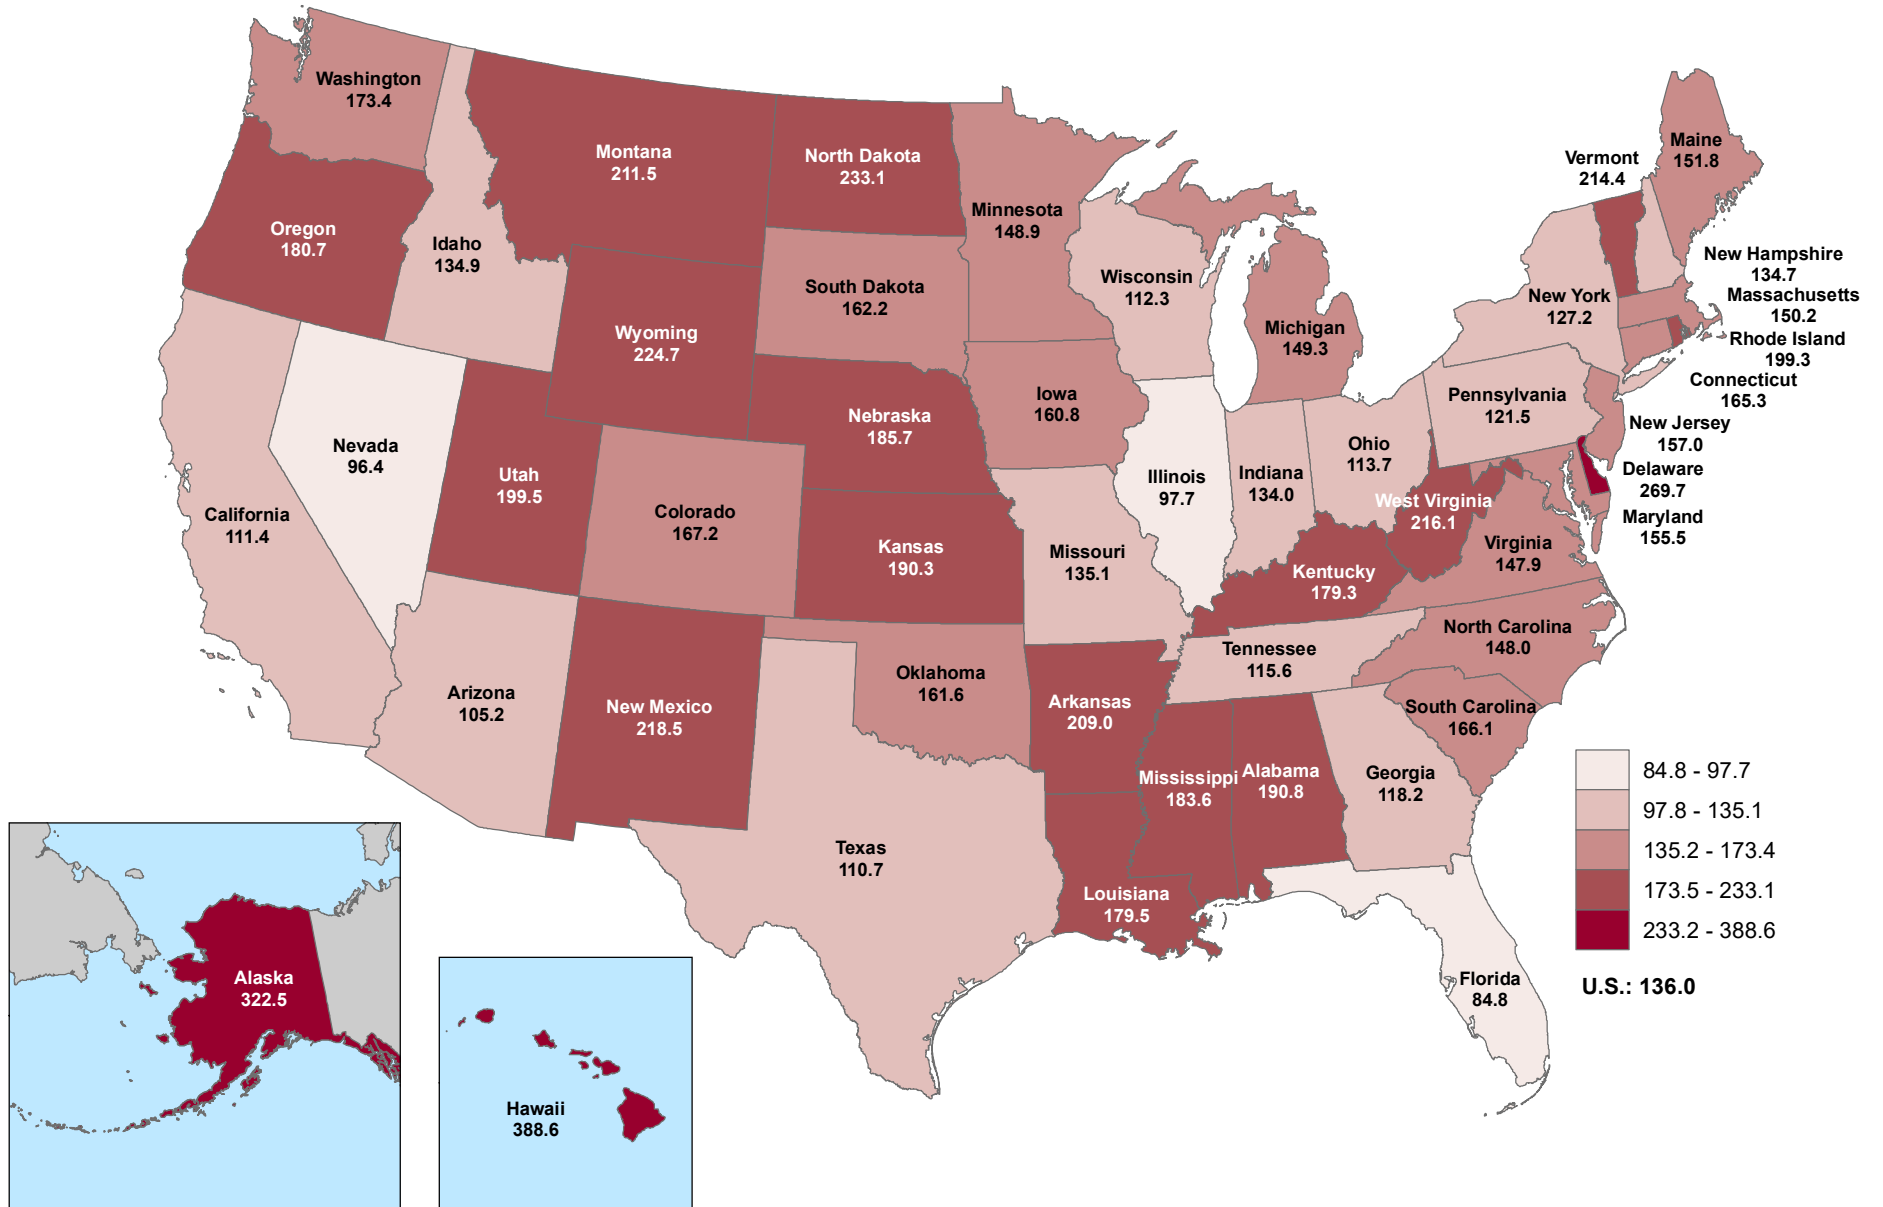 Washington
173.4
Oregon
180.7
Idaho
134.9
Montana
211.5
North Dakota
233.1
Minnesota
148.9
South Dakota
162.2
Wyoming
224.7
Wisconsin
112.3
Michigan
149.3
Vermont
214.4
Maine
151.8
New Hampshire
134.7
Massachusetts
150.2
New York
127.2
Rhode Island
199.3
Connecticut
165.3
Pennsylvania
121.5
New Jersey
157.0
Delaware
269.7
Maryland
155.5
Iowa
160.8
Nebraska
185.7
Nevada
96.4
Utah
199.5
California
111.4
Colorado
167.2
Kansas
190.3
Missouri
135.1
Illinois
97.7
Indiana
134.0
Ohio
113.7
West Virginia
216.1
Virginia
147.9
Kentucky
179.3
North Carolina
148.0
Tennessee
115.6
South Carolina
166.1
Arizona
105.2
New Mexico
218.5
Oklahoma
161.6
Arkansas
209.0
Mississippi
183.6
Alabama
190.8
Georgia
118.2
Texas
110.7
Louisiana
179.5
Florida
84.8
Alaska
322.5
Hawaii
388.6
84.8 - 97.7
97.8 - 135.1
135.2 - 173.4
173.5 - 233.1
233.2 - 388.6
U.S.: 136.0